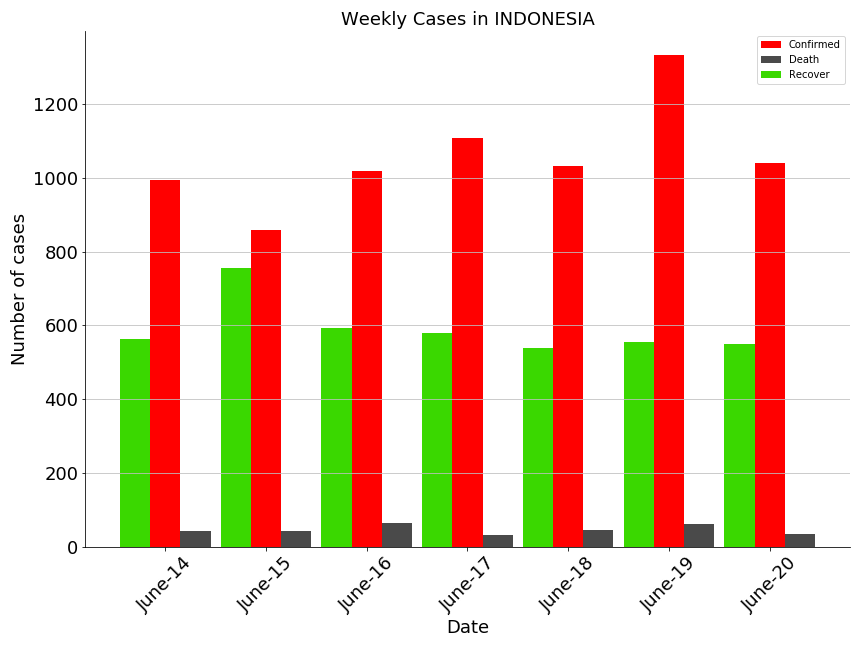 Weekly Cases in INDONESIA
Confirmed
Death
Recover
Number of cases
1200
1000
800
600
400
200
0
June-14
June-15
June-16
June-17
June-18
June-19
June-20
Date